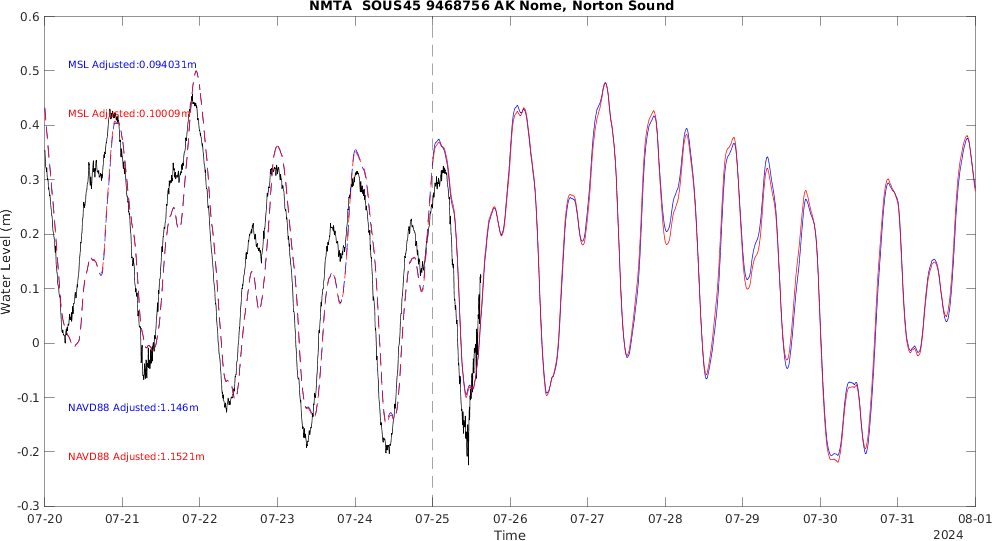 NMTA  SOUS45 9468756 AK Nome, Norton Sound
0.6
0.5
0.4
0.3
0.2
0.1
0
-0.1
-0.2
-0.3
Water Level (m)
MSL Adjusted:0.094031m
MSL Adjusted:0.10009m
NAVD88 Adjusted:1.146m
NAVD88 Adjusted:1.1521m
07-20 07-21 07-22 07-23 07-24 07-25 07-26 07-27 07-28 07-29 07-30 07-31 08-01
Time
2024